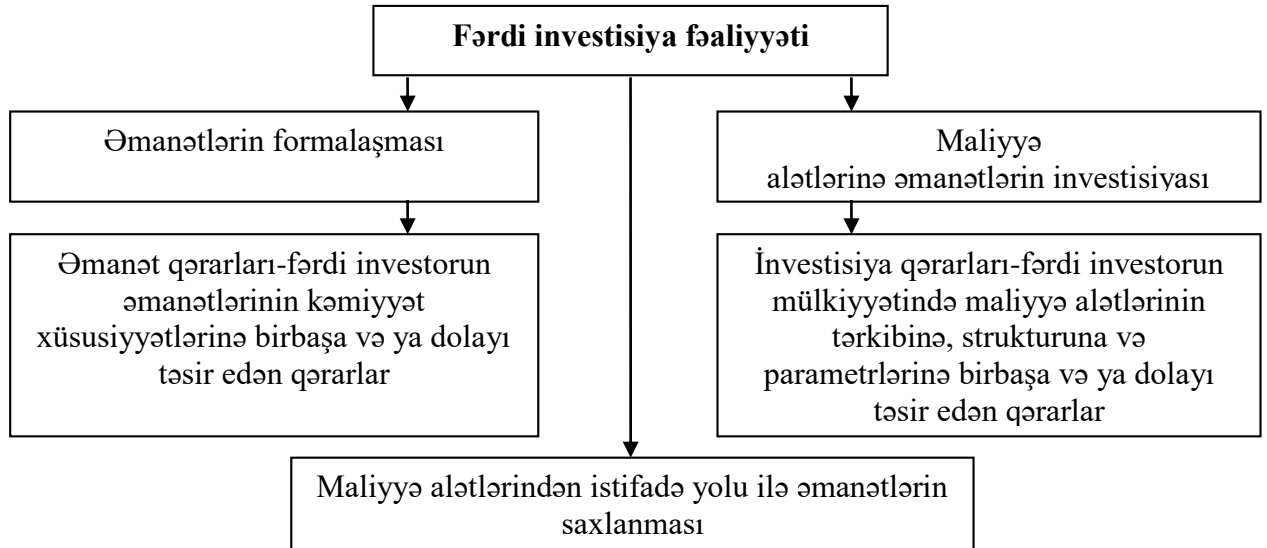 Fərdi investisiya fəaliyyəti
Əmanətlərin formalaşması
Maliyyə
alətlərinə əmanətlərin investisiyası
Əmanət qərarları-fərdi investorun
əmanətlərinin kəmiyyət
xüsusiyyətlərinə birbaşa və ya dolayı
təsir edən qərarlar
İnvestisiya qərarları-fərdi investorun
mülkiyyətində maliyyə alətlərinin
tərkibinə, strukturuna və
parametrlərinə birbaşa və ya dolayı
təsir edən qərarlar
Maliyyə alətlərindən istifadə yolu ilə əmanətlərin
saxlanması